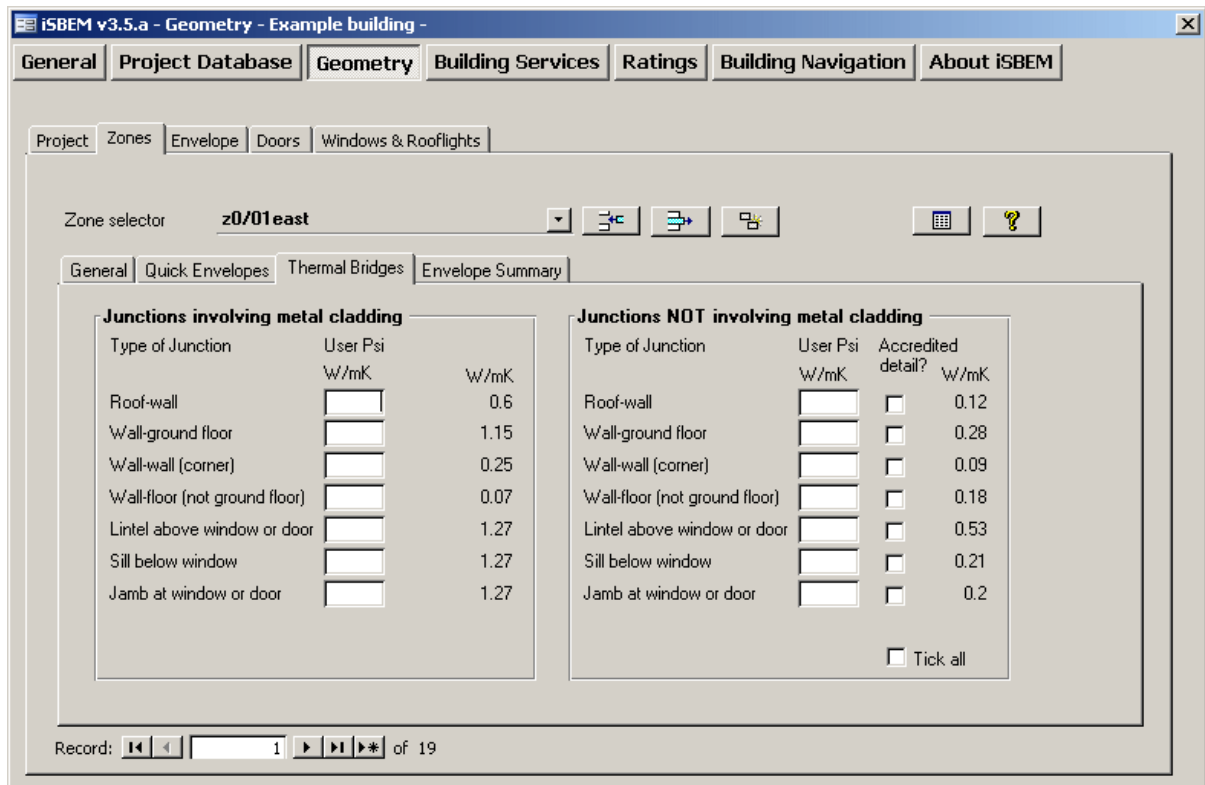 iSBEM v3.5.a - Geometry - Example building -
General Project Database Geometry Building Services Ratings Building Navigation About iSBEM
Project Zones Envelope Doors Windows & Rooflights
Zone selector z0/01east
General Quick Envelopes Thermal Bridges Envelope Summary
Junctions involving metal cladding
Type of Junction User Psi
W/mK W/mK
Roof-wall 0.6
Wall-ground floor 1.15
Wall-wall (corner) 0.25
Wall-floor (not ground floor) 0.07
Lintel above window or door 1.27
Sill below window 1.27
Jamb at window or door 1.27
Junctions NOT involving metal cladding
Type of Junction User Psi Accredited
W/mK detail? W/mK
Roof-wall 0.12
Wall-ground floor 0.28
Wall-wall (corner) 0.09
Wall-floor (not ground floor) 0.18
Lintel above window or door 0.53
Sill below window 0.21
Jamb at window or door 0.2
Tick all
Record: 1 of 19